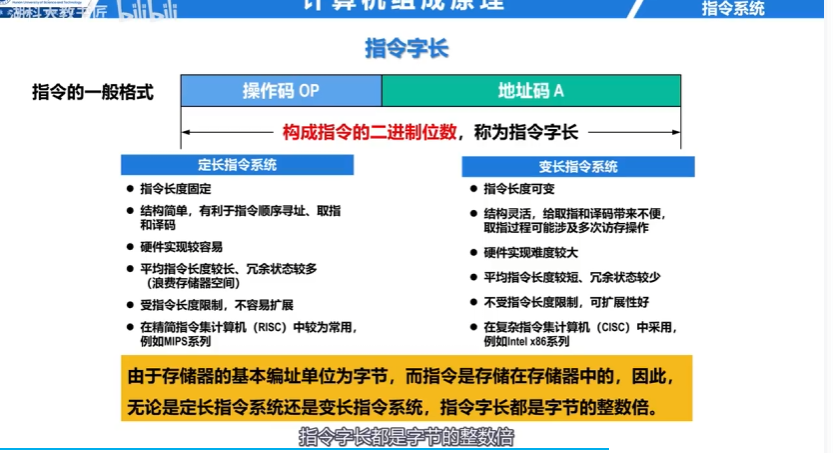 计算机组成原理
指令系统
湖科大教书匠 bilibili
指令字长
指令的一般格式
操作码 OP
地址码 A
构成指令的二进制位数，称为指令字长
定长指令系统
● 指令长度固定
● 结构简单，有利于指令顺序寻址、取指
和译码
● 硬件实现较容易
● 平均指令长度较长、冗余状态较多
（浪费存储器空间）
● 受指令长度限制，不容易扩展
● 在精简指令集计算机（RISC）中较为常用，
例如MIPS系列
变长指令系统
● 指令长度可变
● 结构灵活，给取指和译码带来不便，
取指过程可能涉及多次访存操作
● 硬件实现难度较大
● 平均指令长度较短、冗余状态较少
● 不受指令长度限制，可扩展性好
● 在复杂指令集计算机（CISC）中采用，
例如Intel x86系列
由于存储器的基本编址单位为字节，而指令是存储在存储器中的，因此，
无论是定长指令系统还是变长指令系统，指令字长都是字节的整数倍。
指令字长都是字节的整数倍